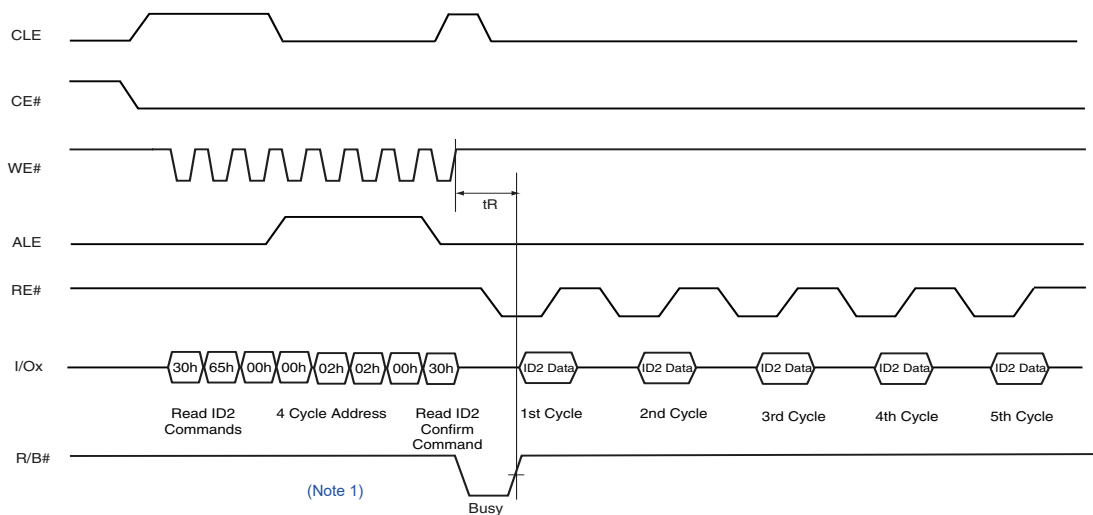 CLE
CE#
WE#
tR
ALE
RE#
I/Ox
30h 65h 00h 00h 02h 02h 00h 30h ID2 Data ID2 Data ID2 Data ID2 Data ID2 Data
Read ID2
Commands
4 Cycle Address
Read ID2
Confirm
Command
1st Cycle
2nd Cycle
3rd Cycle
4th Cycle
5th Cycle
R/B#
(Note 1)
Busy